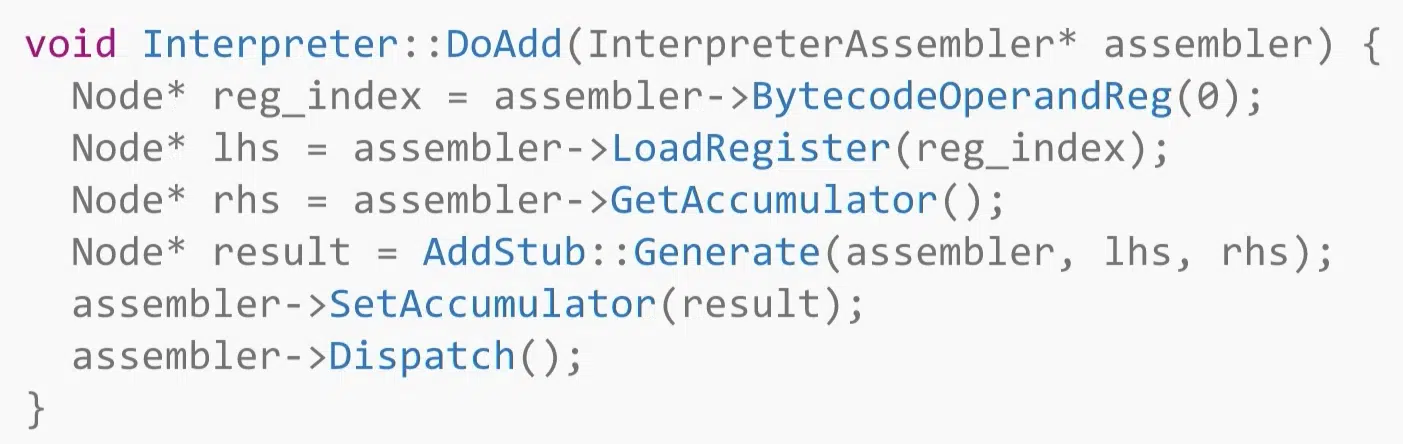 void Interpreter::DoAdd(InterpreterAssembler* assembler) {
  Node* reg_index = assembler->BytecodeOperandReg(0);
  Node* lhs = assembler->LoadRegister(reg_index);
  Node* rhs = assembler->GetAccumulator();
  Node* result = AddStub::Generate(assembler, lhs, rhs);
  assembler->SetAccumulator(result);
  assembler->Dispatch();
}